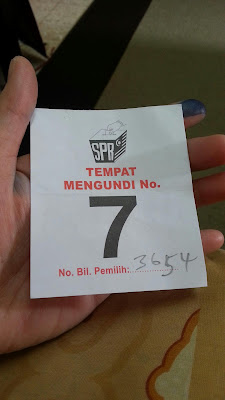 SPR
TEMPAT
MENGUNDI No.
7
No. Bil. Pemilih: 3654